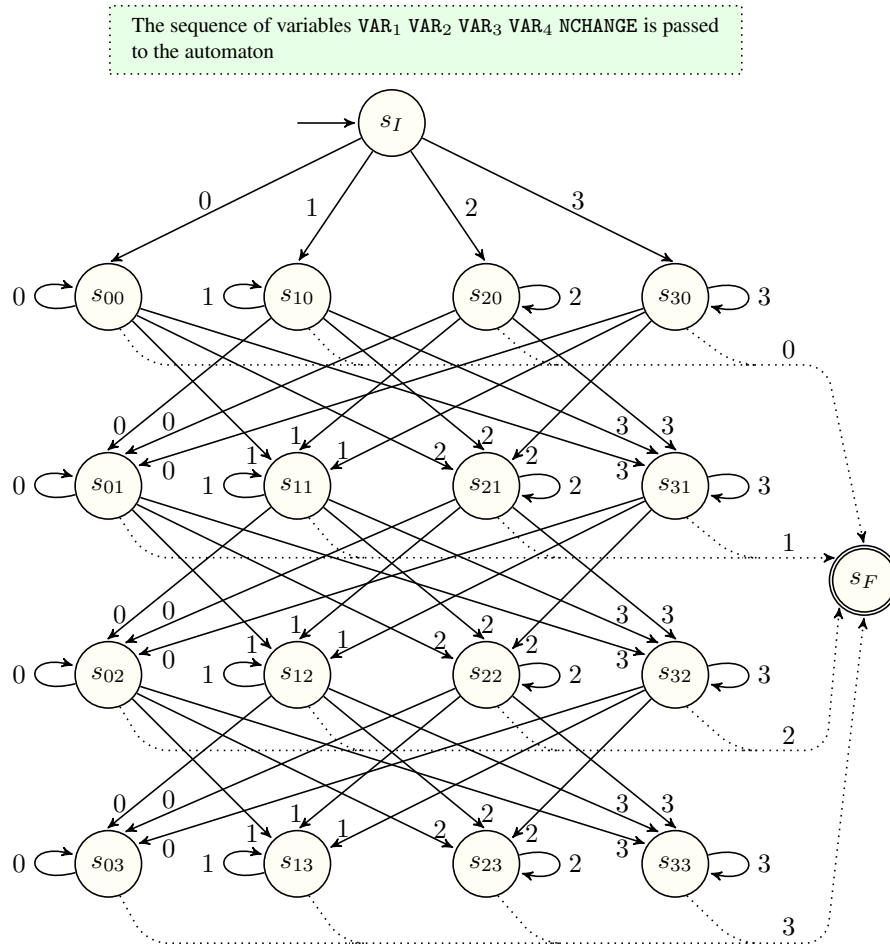 The sequence of variables VAR₁ VAR₂ VAR₃ VAR₄ NCHANGE is passed
to the automaton
s_I
0 1 2 3
0 s₀₀ 1 s₁₀ s₂₀ 2 s₃₀ 3
0
0 0 1 2 3 3
0 1 1 2 2 3
0 s₀₁ 1 s₁₁ s₂₁ 2 s₃₁ 3
1
s_F
0 0 1 2 3 3
0 1 1 2 2 3
0 s₀₂ 1 s₁₂ s₂₂ 2 s₃₂ 3
2
0 0 1 2 3 3
0 1 1 2 2 3
0 s₀₃ 1 s₁₃ s₂₃ 2 s₃₃ 3
3